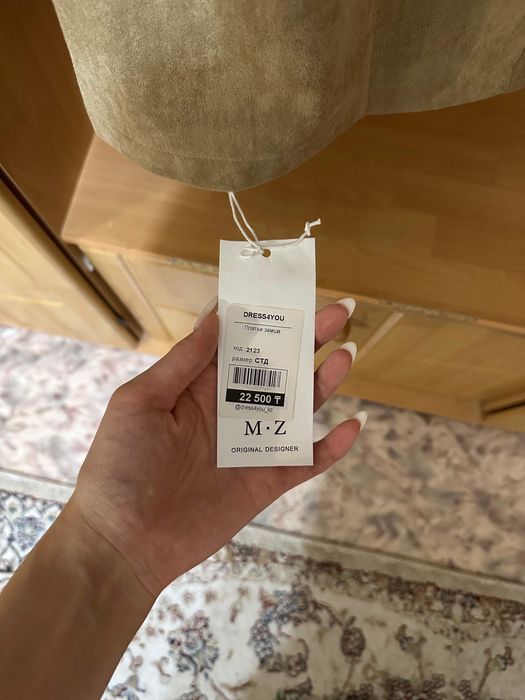 DRESS4YOU
Платье замша
код: 2123
размер: СТД
22 500 ₸
@dress4you_kz
M·Z
ORIGINAL DESIGNER